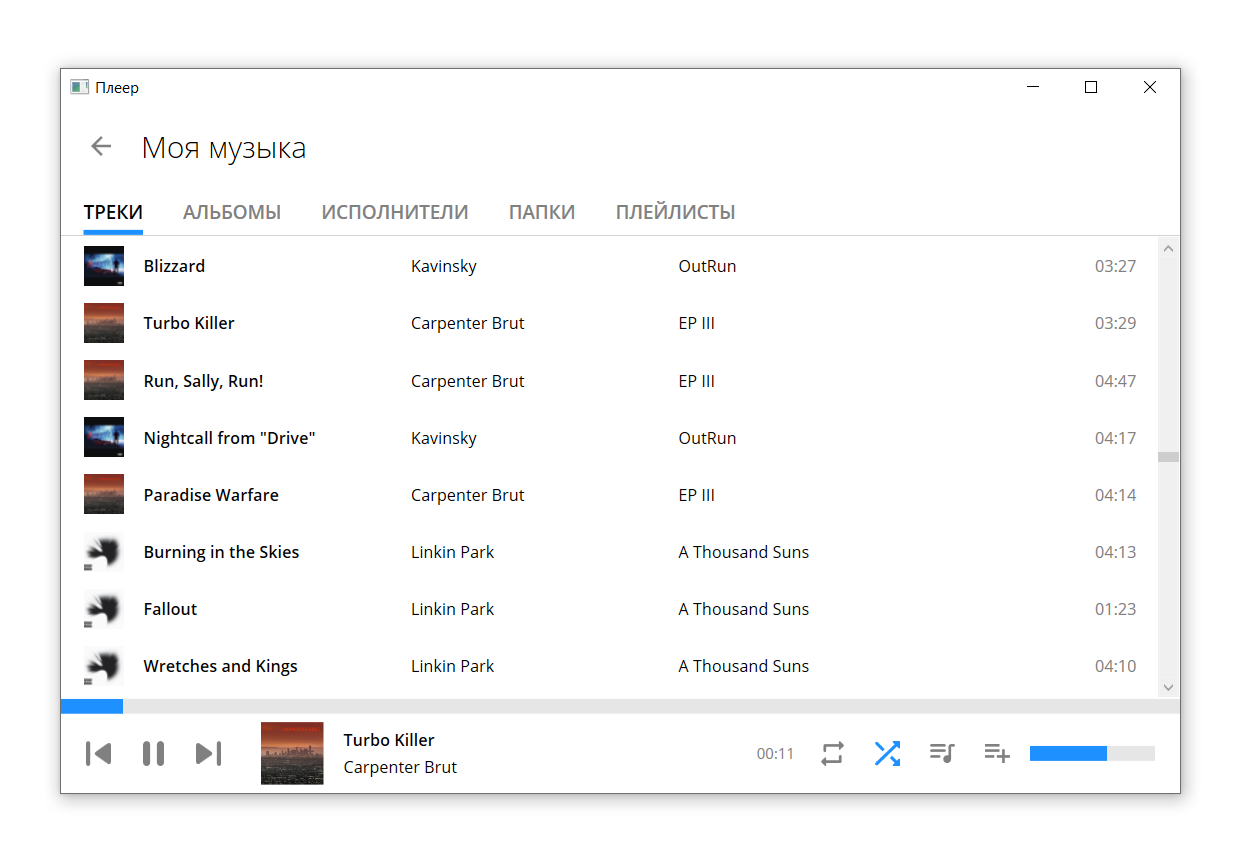 Плеер
Моя музыка
ТРЕКИ АЛЬБОМЫ ИСПОЛНИТЕЛИ ПАПКИ ПЛЕЙЛИСТЫ
Blizzard Kavinsky OutRun 03:27
Turbo Killer Carpenter Brut EP III 03:29
Run, Sally, Run! Carpenter Brut EP III 04:47
Nightcall from "Drive" Kavinsky OutRun 04:17
Paradise Warfare Carpenter Brut EP III 04:14
Burning in the Skies Linkin Park A Thousand Suns 04:13
Fallout Linkin Park A Thousand Suns 01:23
Wretches and Kings Linkin Park A Thousand Suns 04:10
Turbo Killer
Carpenter Brut
00:11